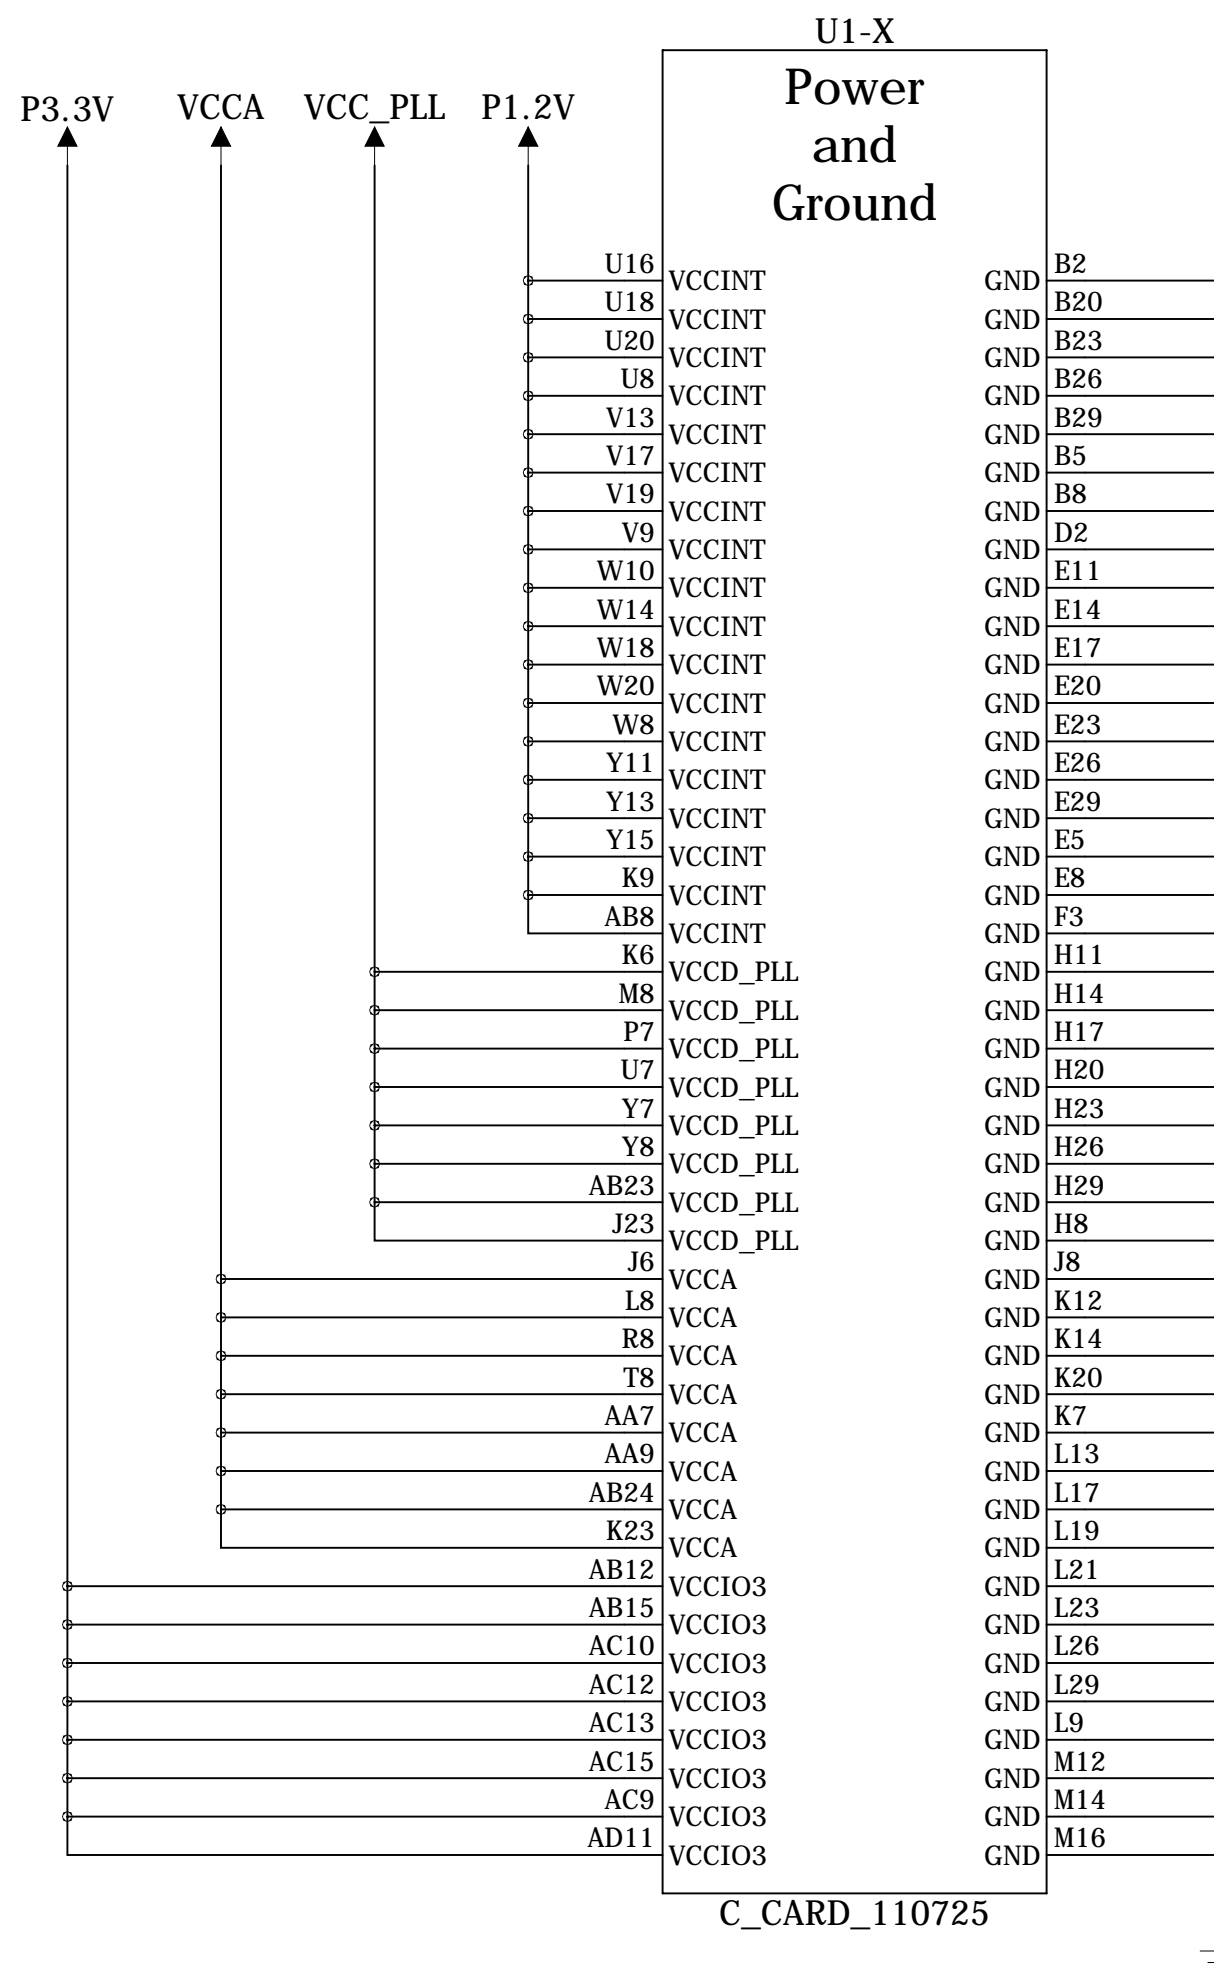 U1-X
Power
and
Ground
P3.3V VCCA VCC_PLL P1.2V
U16 VCCINT GND B2
U18 VCCINT GND B20
U20 VCCINT GND B23
U8 VCCINT GND B26
V13 VCCINT GND B29
V17 VCCINT GND B5
V19 VCCINT GND B8
V9 VCCINT GND D2
W10 VCCINT GND E11
W14 VCCINT GND E14
W18 VCCINT GND E17
W20 VCCINT GND E20
W8 VCCINT GND E23
Y11 VCCINT GND E26
Y13 VCCINT GND E29
Y15 VCCINT GND E5
K9 VCCINT GND E8
AB8 VCCINT GND F3
K6 VCCD_PLL GND H11
M8 VCCD_PLL GND H14
P7 VCCD_PLL GND H17
U7 VCCD_PLL GND H20
Y7 VCCD_PLL GND H23
Y8 VCCD_PLL GND H26
AB23 VCCD_PLL GND H29
J23 VCCD_PLL GND H8
J6 VCCA GND J8
L8 VCCA GND K12
R8 VCCA GND K14
T8 VCCA GND K20
AA7 VCCA GND K7
AA9 VCCA GND L13
AB24 VCCA GND L17
K23 VCCA GND L19
AB12 VCCIO3 GND L21
AB15 VCCIO3 GND L23
AC10 VCCIO3 GND L26
AC12 VCCIO3 GND L29
AC13 VCCIO3 GND L9
AC15 VCCIO3 GND M12
AC9 VCCIO3 GND M14
AD11 VCCIO3 GND M16
C_CARD_110725